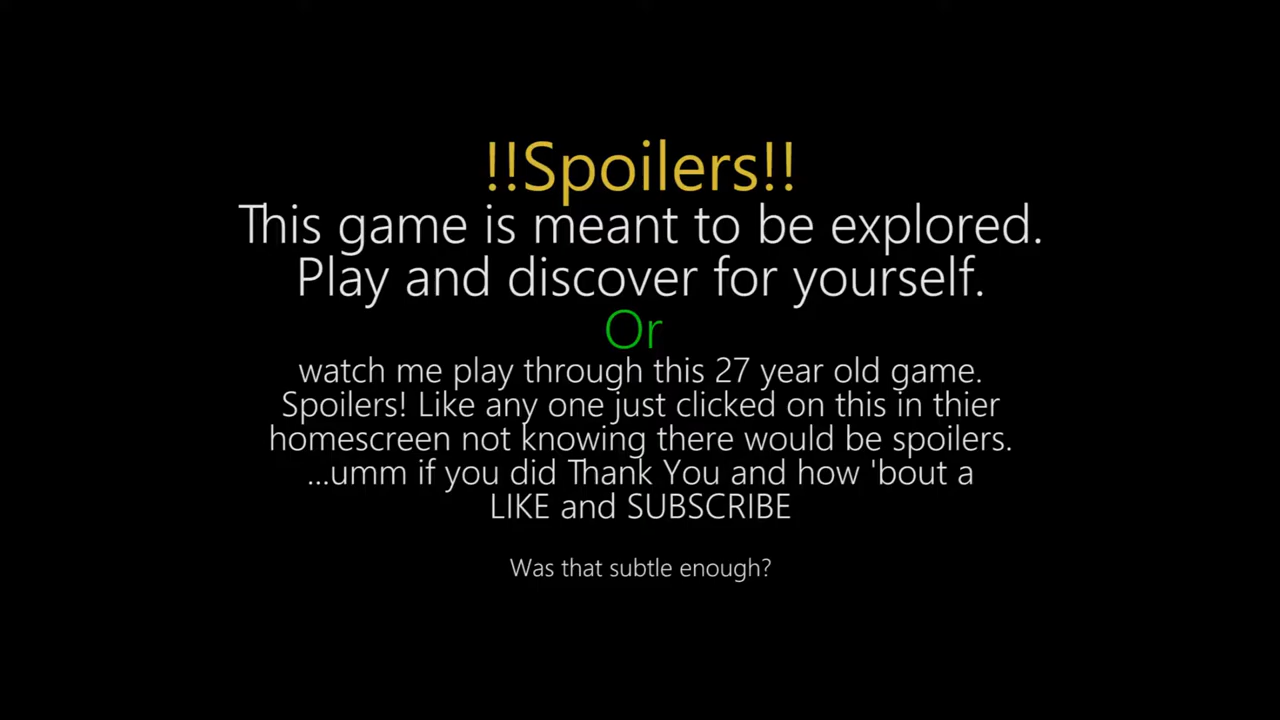 !!Spoilers!!
This game is meant to be explored.
Play and discover for yourself.
Or
watch me play through this 27 year old game.
Spoilers! Like any one just clicked on this in thier
homescreen not knowing there would be spoilers.
...umm if you did Thank You and how 'bout a
LIKE and SUBSCRIBE
Was that subtle enough?